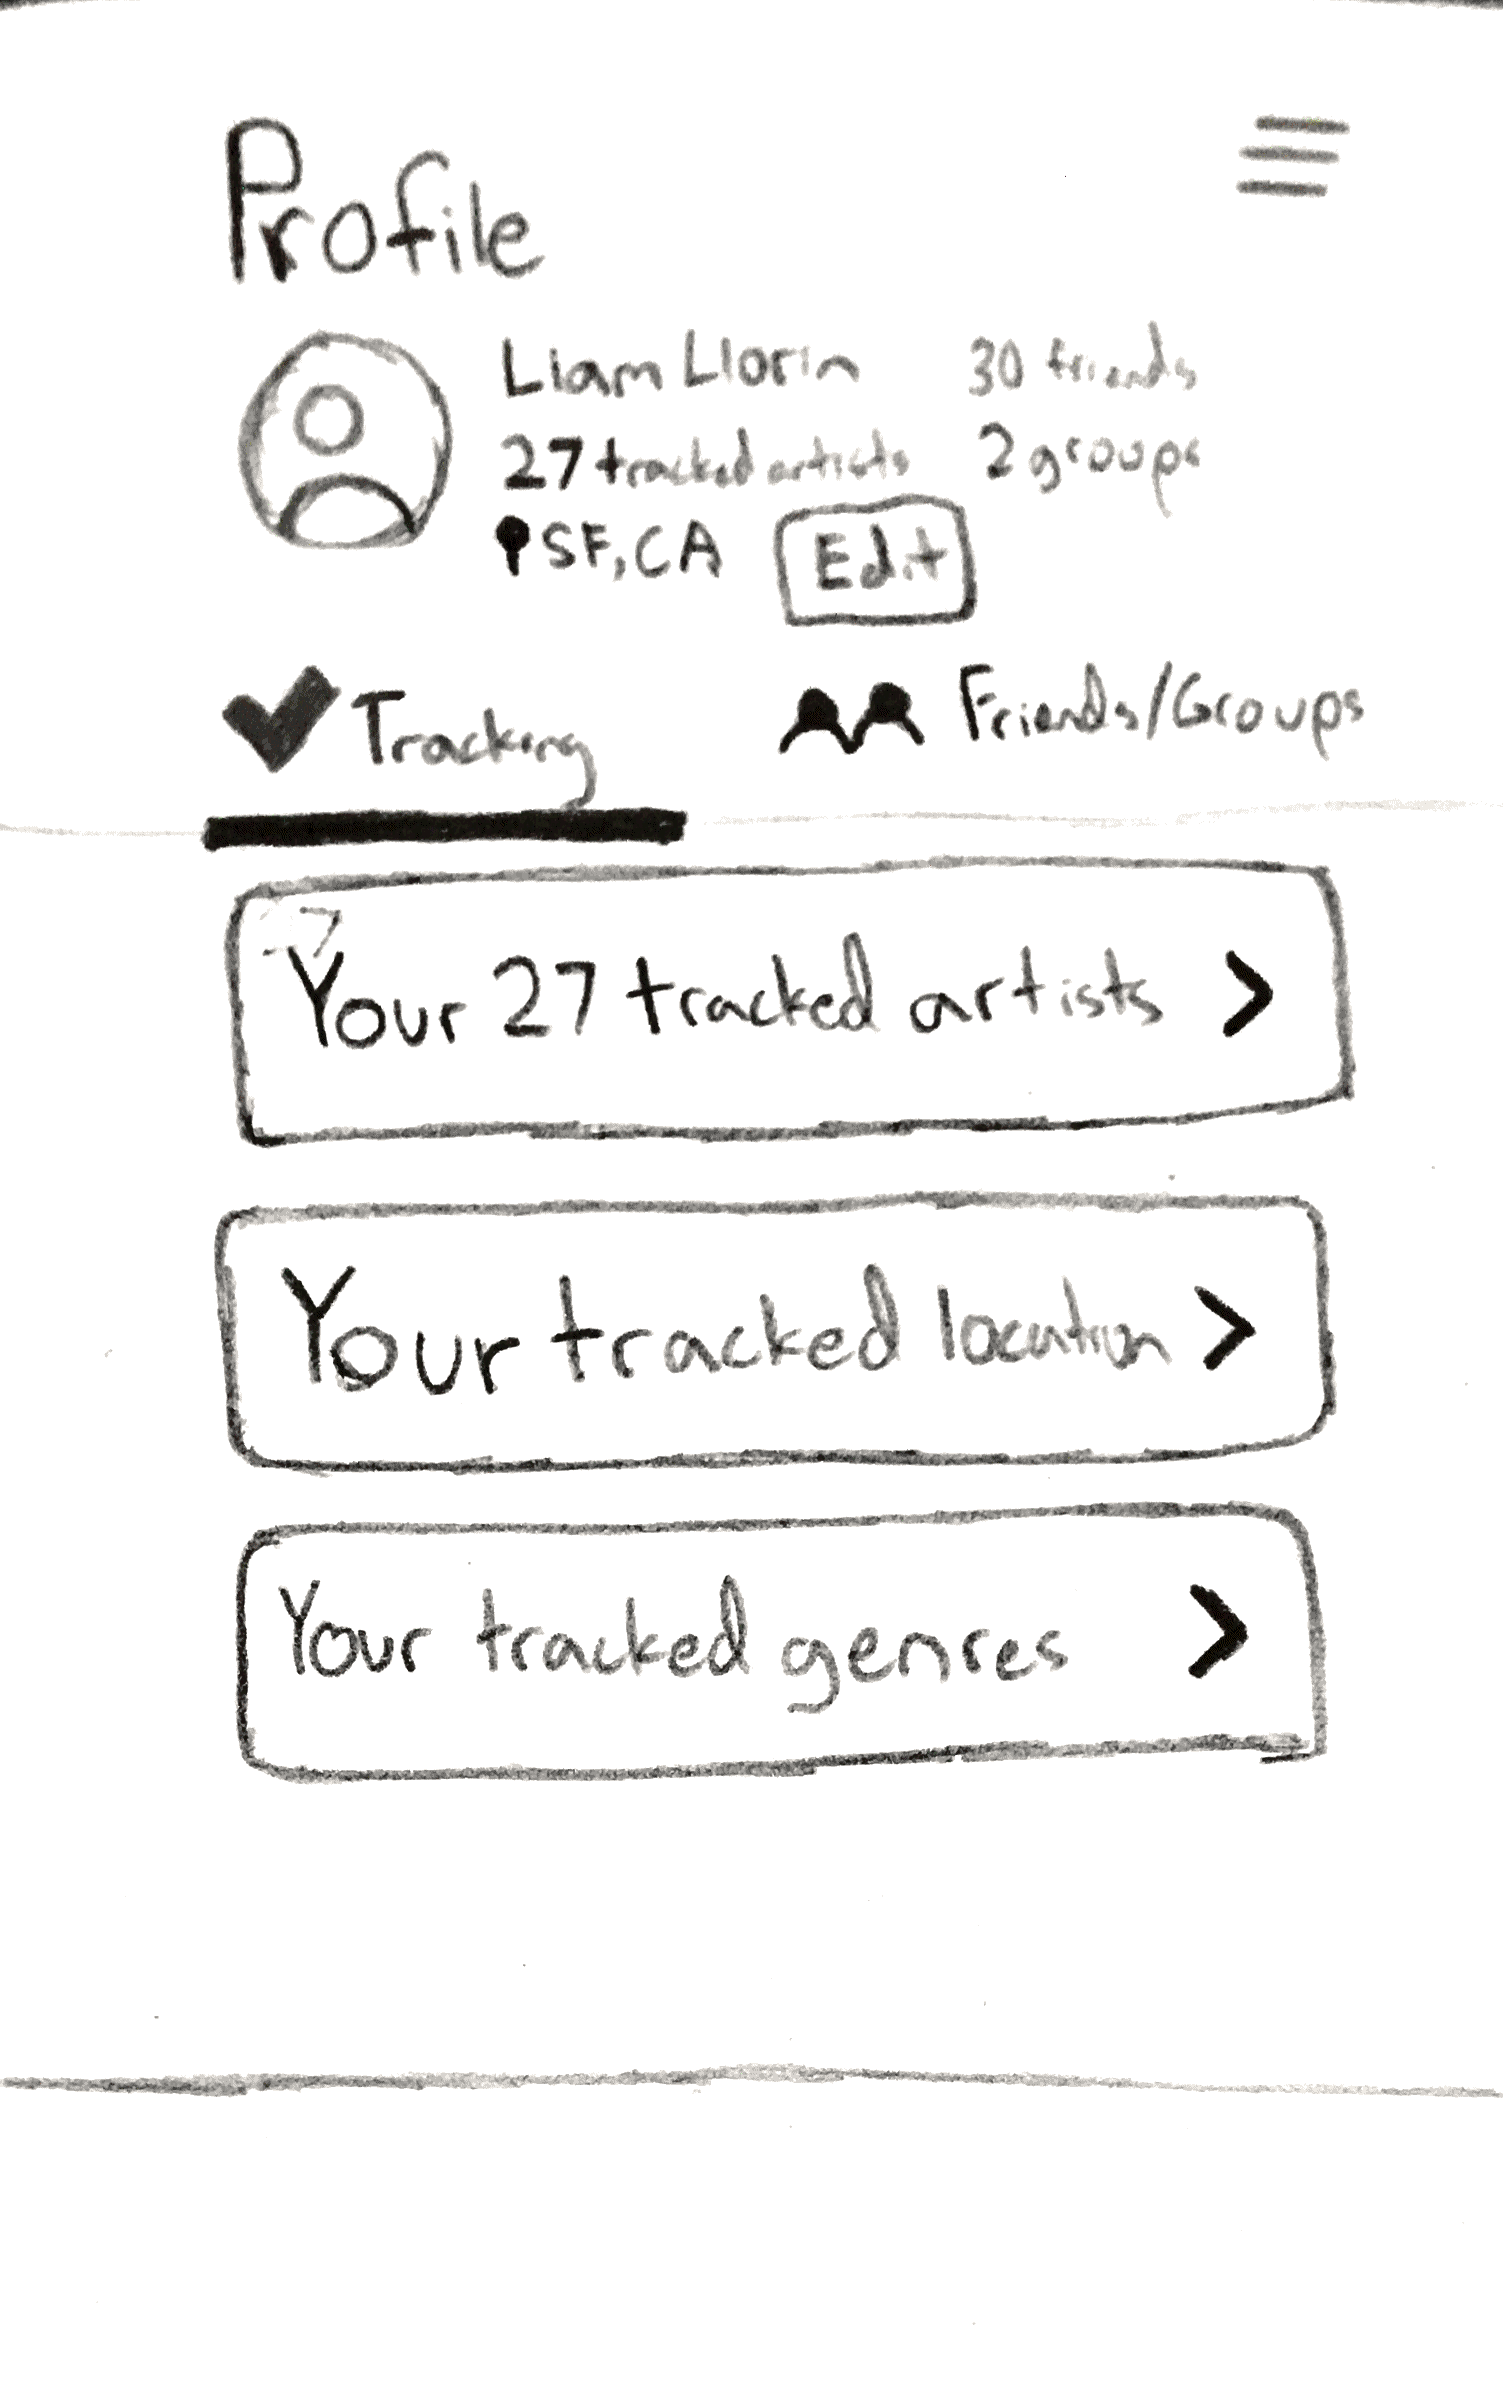 Profile
Liam Llorin 30 friends
27 tracked artists 2 groups
SF, CA Edit
Tracking Friends/Groups
Your 27 tracked artists >
Your tracked location >
Your tracked genres >